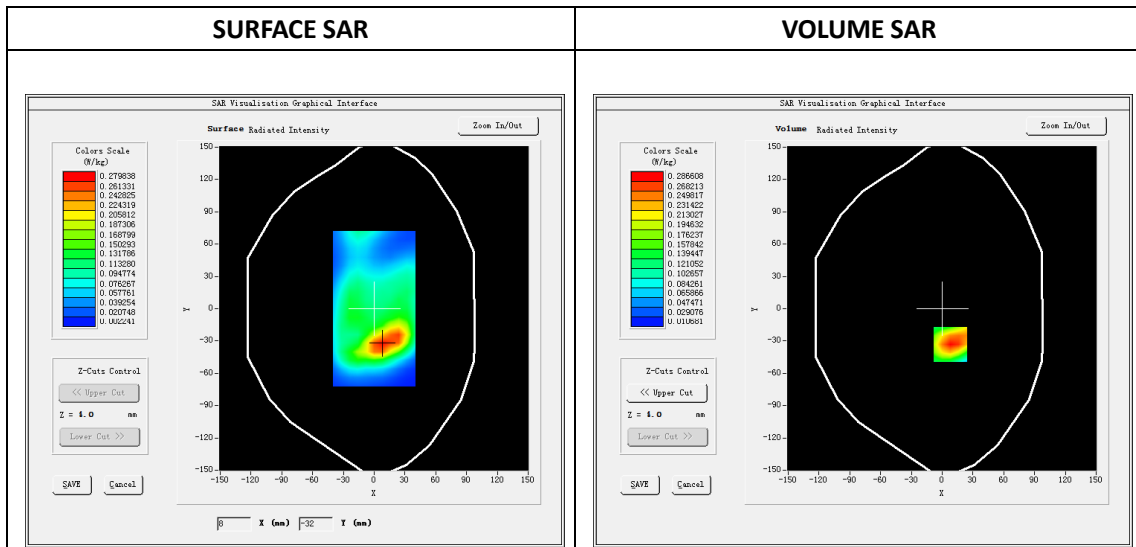 SURFACE SAR
VOLUME SAR
SAR Visualisation Graphical Interface
Surface Radiated Intensity
Zoom In/Out
Colors Scale
(W/kg)
0.279838
0.261331
0.242825
0.224319
0.205812
0.187306
0.168799
0.150293
0.131786
0.113280
0.094774
0.076267
0.057761
0.039254
0.020748
0.002241
150
120
90
60
30
0
-30
-60
-90
-120
-150
Y
-150 -120 -90 -60 -30 0 30 60 90 120 150
X
Z-Cuts Control
<< Upper Cut
Z = 4.0 mm
Lower Cut >>
SAVE Cancel
8 X (mm) -32 Y (mm)
SAR Visualisation Graphical Interface
Volume Radiated Intensity
Zoom In/Out
Colors Scale
(W/kg)
0.286608
0.268213
0.249817
0.231422
0.213027
0.194632
0.176237
0.157842
0.139447
0.121052
0.102657
0.084261
0.065866
0.047471
0.029076
0.010681
150
120
90
60
30
0
-30
-60
-90
-120
-150
Y
-150 -120 -90 -60 -30 0 30 60 90 120 150
X
Z-Cuts Control
<< Upper Cut
Z = 4.0 mm
Lower Cut >>
SAVE Cancel